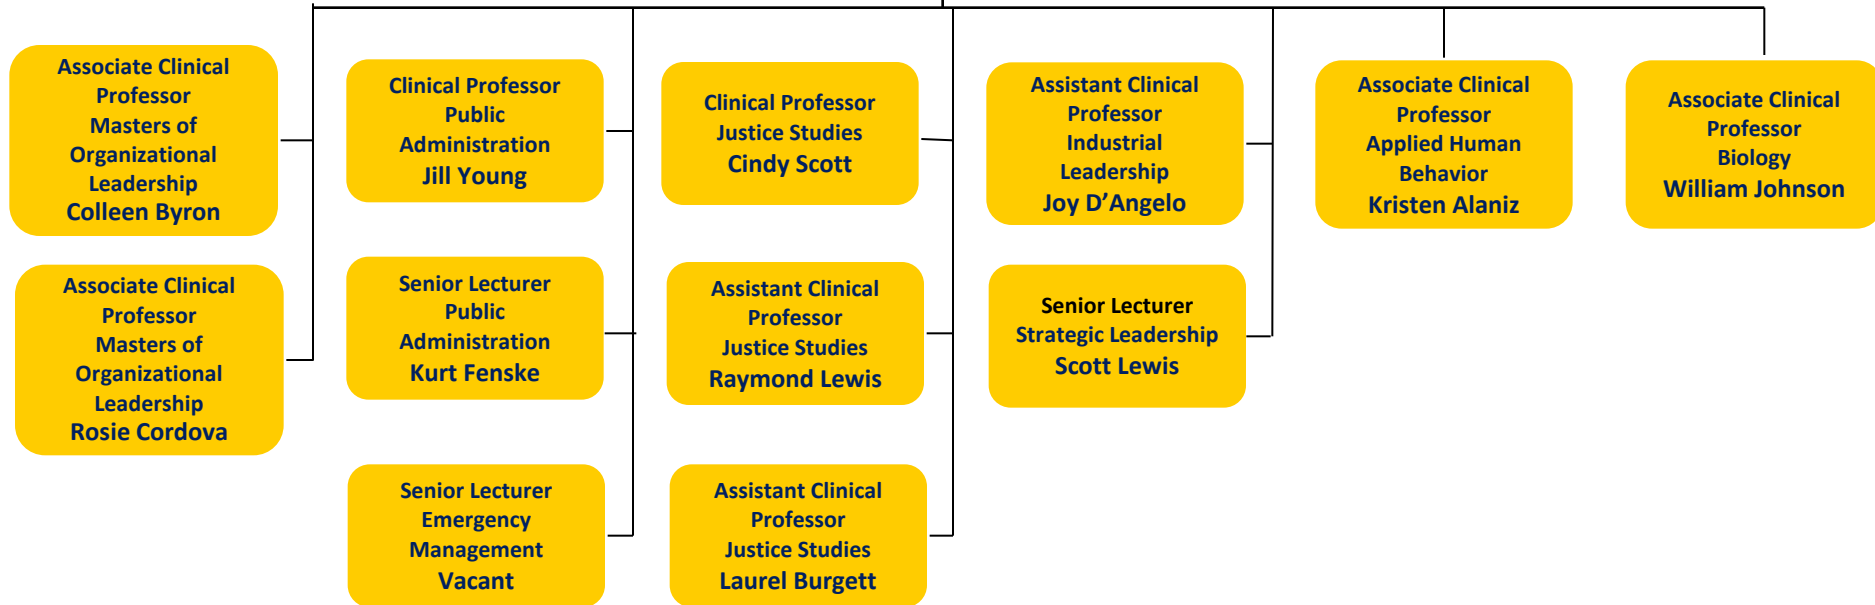 Associate Clinical
Professor
Masters of
Organizational
Leadership
Colleen Byron
Clinical Professor
Public
Administration
Jill Young
Clinical Professor
Justice Studies
Cindy Scott
Assistant Clinical
Professor
Industrial
Leadership
Joy D’Angelo
Associate Clinical
Professor
Applied Human
Behavior
Kristen Alaniz
Associate Clinical
Professor
Biology
William Johnson
Associate Clinical
Professor
Masters of
Organizational
Leadership
Rosie Cordova
Senior Lecturer
Public
Administration
Kurt Fenske
Assistant Clinical
Professor
Justice Studies
Raymond Lewis
Senior Lecturer
Strategic Leadership
Scott Lewis
Senior Lecturer
Emergency
Management
Vacant
Assistant Clinical
Professor
Justice Studies
Laurel Burgett